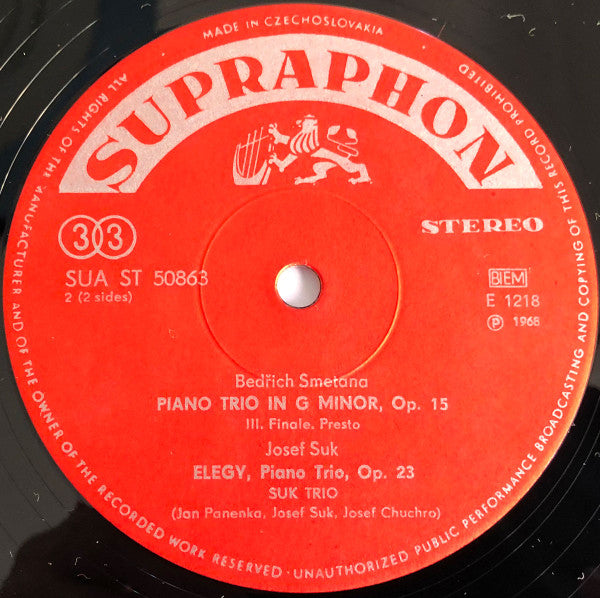 MADE IN CZECHOSLOVAKIA
ALL RIGHTS OF THE MANUFACTURER AND OF THE OWNER OF THE RECORDED WORK RESERVED · UNAUTHORIZED PUBLIC PERFORMANCE BROADCASTING AND COPYING OF THIS RECORD PROHIBITED
SUPRAPHON
33
STEREO
SUA ST 50863
2 (2 sides)
BIEM
E 1218
Ⓟ 1968
Bedřich Smetana
PIANO TRIO IN G MINOR, Op. 15
III. Finale. Presto
Josef Suk
ELEGY, Piano Trio, Op. 23
SUK TRIO
(Jan Panenka, Josef Suk, Josef Chuchro)